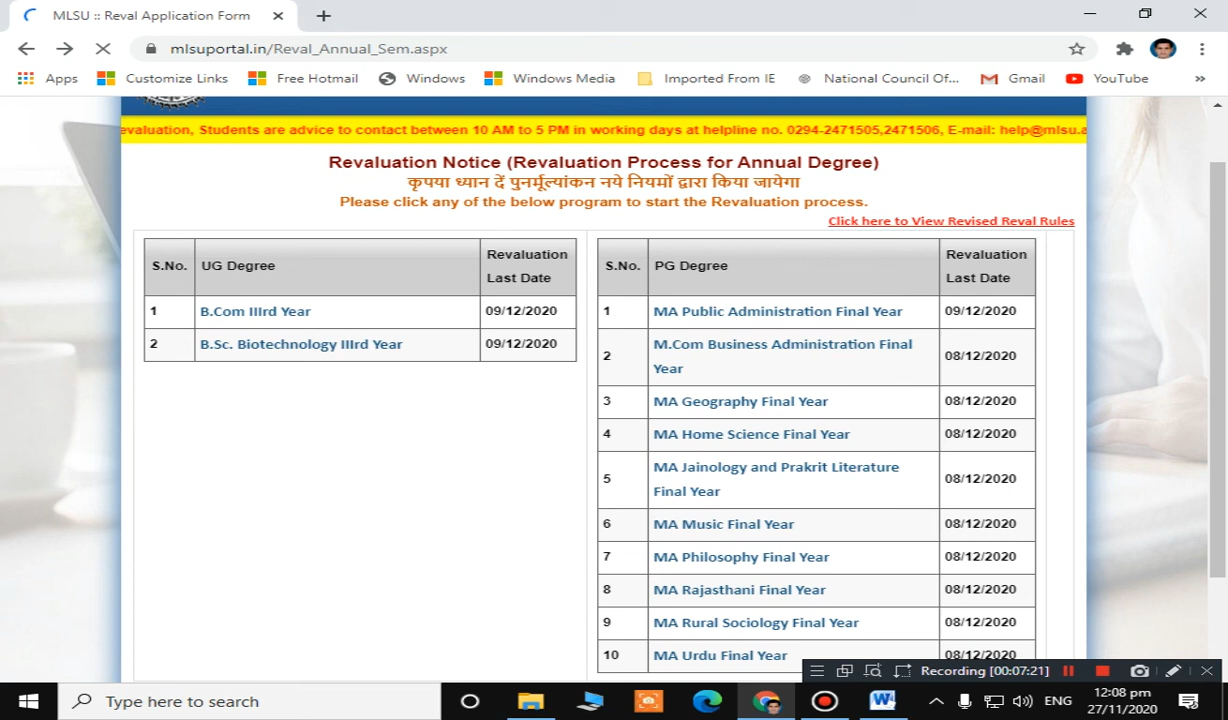 MLSU :: Reval Application Form
mlsuportal.in/Reval_Annual_Sem.aspx
Apps Customize Links Free Hotmail Windows Windows Media Imported From IE National Council Of... Gmail YouTube »
evaluation, Students are advice to contact between 10 AM to 5 PM in working days at helpline no. 0294-2471505,2471506, E-mail: help@mlsu.a
Revaluation Notice (Revaluation Process for Annual Degree)
कृपया ध्यान दें पुनर्मूल्यांकन नये नियमों द्वारा किया जायेगा
Please click any of the below program to start the Revaluation process.
Click here to View Revised Reval Rules
S.No. UG Degree Revaluation Last Date
1 B.Com IIIrd Year 09/12/2020
2 B.Sc. Biotechnology IIIrd Year 09/12/2020
S.No. PG Degree Revaluation Last Date
1 MA Public Administration Final Year 09/12/2020
2 M.Com Business Administration Final Year 08/12/2020
3 MA Geography Final Year 08/12/2020
4 MA Home Science Final Year 08/12/2020
5 MA Jainology and Prakrit Literature Final Year 08/12/2020
6 MA Music Final Year 08/12/2020
7 MA Philosophy Final Year 08/12/2020
8 MA Rajasthani Final Year 08/12/2020
9 MA Rural Sociology Final Year 08/12/2020
10 MA Urdu Final Year 08/12/2020
Recording [00:07:21]
Type here to search
ENG
12:08 pm
27/11/2020